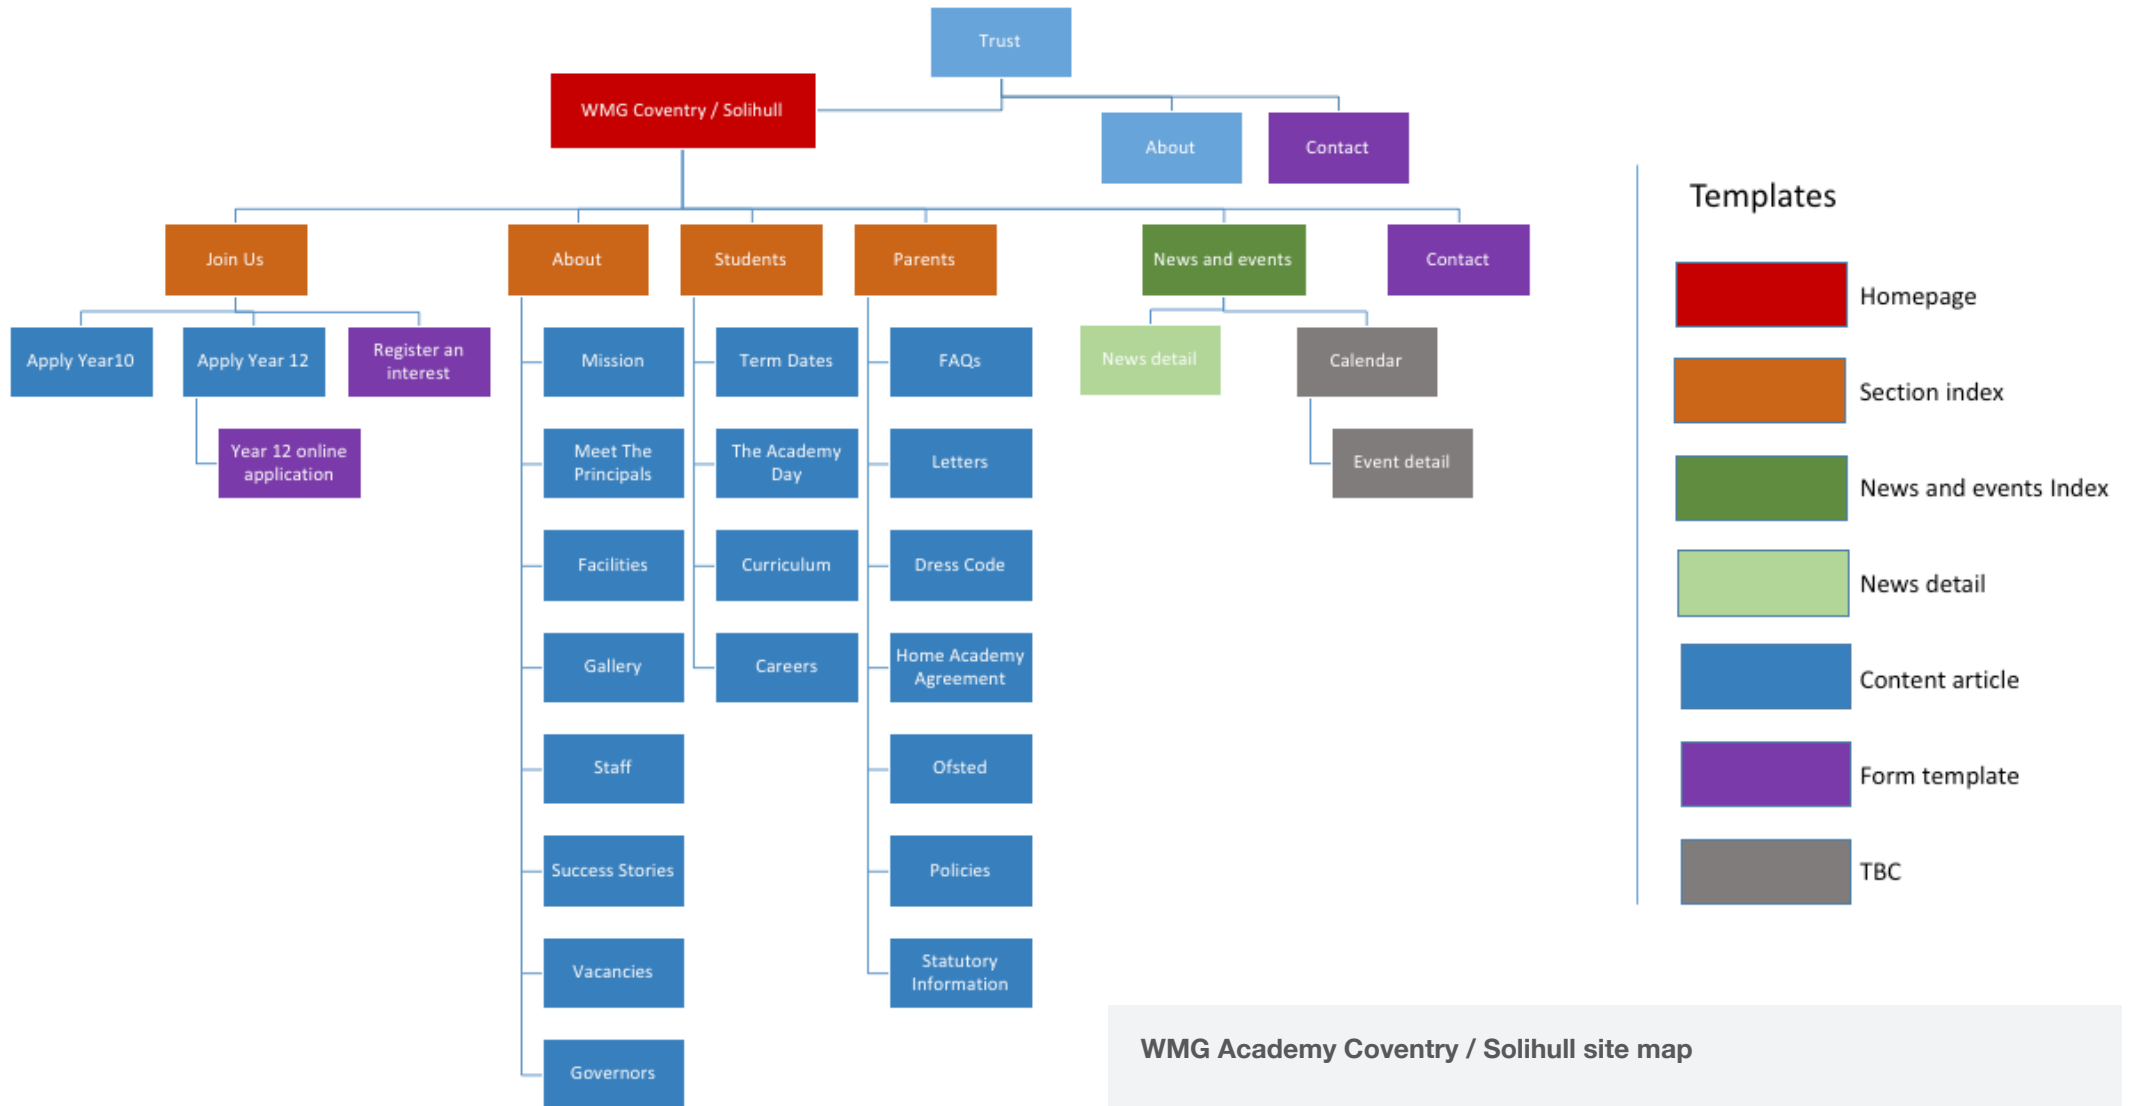 Trust
WMG Coventry / Solihull
About
Contact
Join Us
About
Students
Parents
News and events
Contact
Apply Year10
Apply Year 12
Register an
interest
Year 12 online
application
Mission
Meet The
Principals
Facilities
Gallery
Staff
Success Stories
Vacancies
Governors
Term Dates
The Academy
Day
Curriculum
Careers
FAQs
Letters
Dress Code
Home Academy
Agreement
Ofsted
Policies
Statutory
Information
News detail
Calendar
Event detail
Templates
Homepage
Section index
News and events Index
News detail
Content article
Form template
TBC
WMG Academy Coventry / Solihull site map